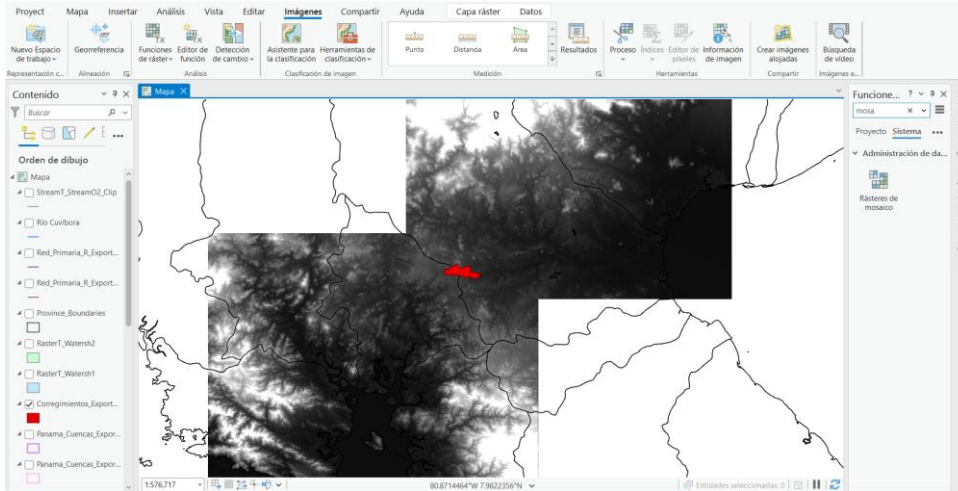 Proyect Mapa Insertar Análisis Vista Editar Imágenes Compartir Ayuda Capa ráster Datos
Nuevo Espacio de trabajo
Georreferencia
Funciones de ráster
Editor de función
Detección de cambio
Asistente para la clasificación
Herramientas de clasificación
Punto
Distancia
Área
Resultados
Proceso
Índices
Editor de píxeles
Información de imagen
Crear imágenes alojadas
Búsqueda de vídeo
Representación c...
Alineación
Análisis
Clasificación de imagen
Medición
Herramientas
Compartir
Imágenes e...
Contenido
Buscar
Orden de dibujo
Mapa
StreamT_StreamO2_Clip
Río Cuvibora
Red_Primaria_R_Export...
Red_Primaria_R_Export...
Province_Boundaries
RasterT_Watersh2
RasterT_Watersh1
Corregimientos_Export...
Panama_Cuencas_Expor...
Panama_Cuencas_Expor...
Mapa
1:576,717
80.8714464°W 7.9822356°N
Entidades seleccionadas: 0
Funcione...
mosa
Proyecto Sistema
Administración de da...
Rásteres de mosaico